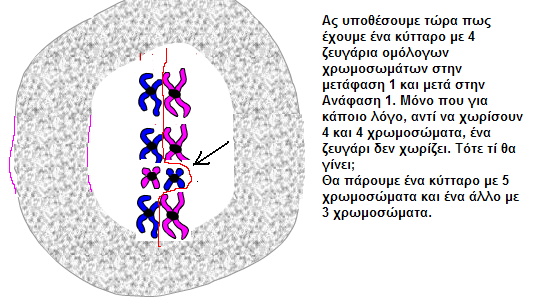 Ας υποθέσουμε τώρα πως
έχουμε ένα κύτταρο με 4
ζευγάρια ομόλογων
χρωμοσωμάτων στην
μετάφαση 1 και μετά στην
Ανάφαση 1. Μόνο που για
κάποιο λόγο, αντί να χωρίσουν
4 και 4 χρωμοσώματα, ένα
ζευγάρι δεν χωρίζει. Τότε τί θα
γίνει;
Θα πάρουμε ένα κύτταρο με 5
χρωμοσώματα και ένα άλλο με
3 χρωμοσώματα.